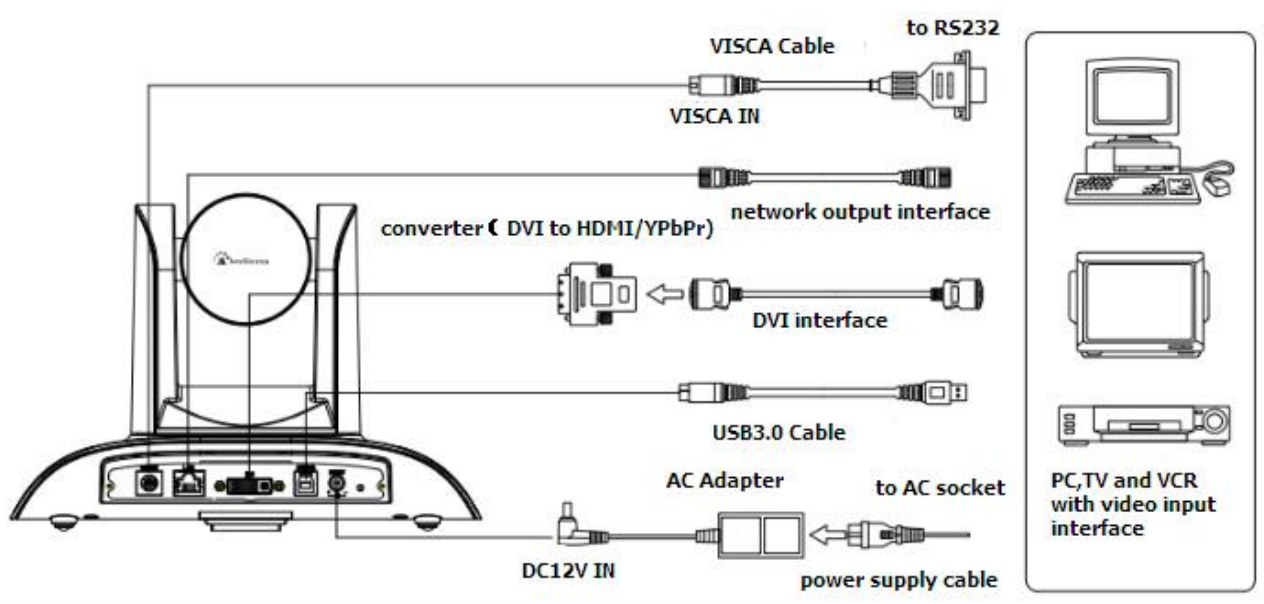 to RS232
VISCA Cable
VISCA IN
network output interface
converter ( DVI to HDMI/YPbPr)
DVI interface
USB3.0 Cable
AC Adapter
to AC socket
DC12V IN
power supply cable
PC,TV and VCR
with video input
interface